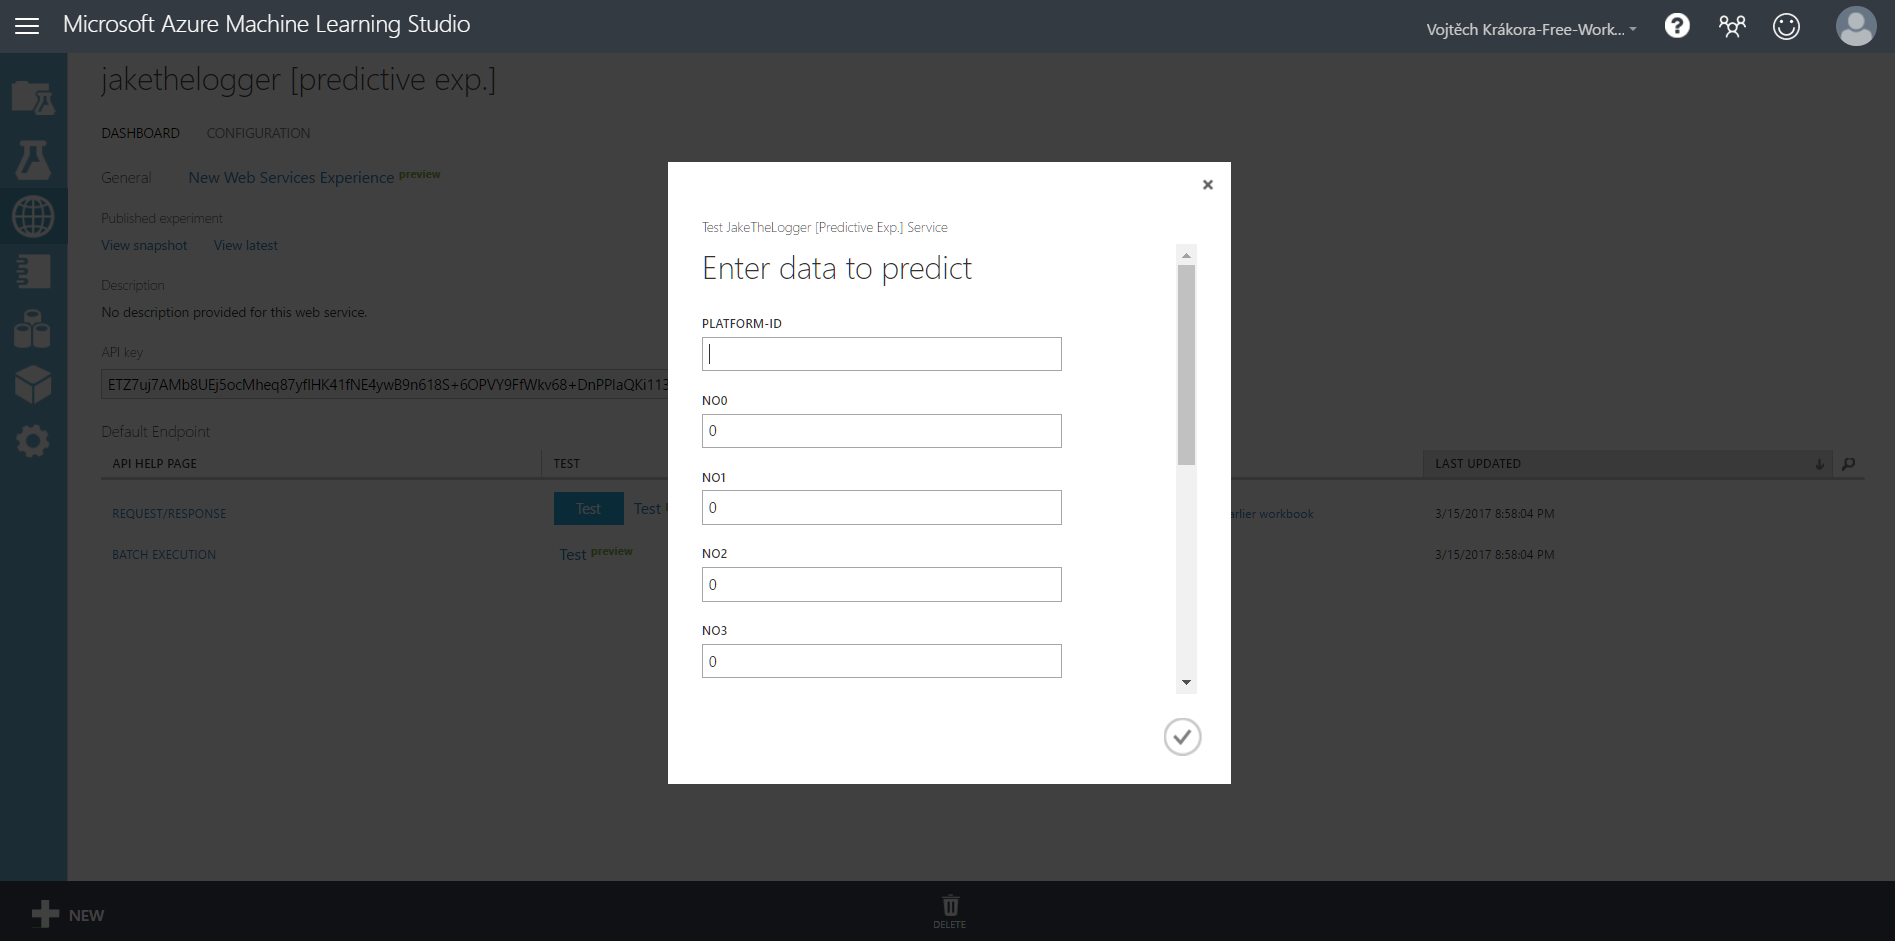 Microsoft Azure Machine Learning Studio
Vojtěch Krákora-Free-Work...
jakethelogger [predictive exp.]
DASHBOARD CONFIGURATION
General New Web Services Experience preview
Published experiment
View snapshot View latest
Description
No description provided for this web service.
API key
Default Endpoint
API HELP PAGE TEST LAST UPDATED
REQUEST/RESPONSE Test Test workbook 3/15/2017 8:58:04 PM
BATCH EXECUTION Test preview 3/15/2017 8:58:04 PM
Test JakeTheLogger [Predictive Exp.] Service
Enter data to predict
PLATFORM-ID
NO0
0
NO1
0
NO2
0
NO3
0
NEW
DELETE